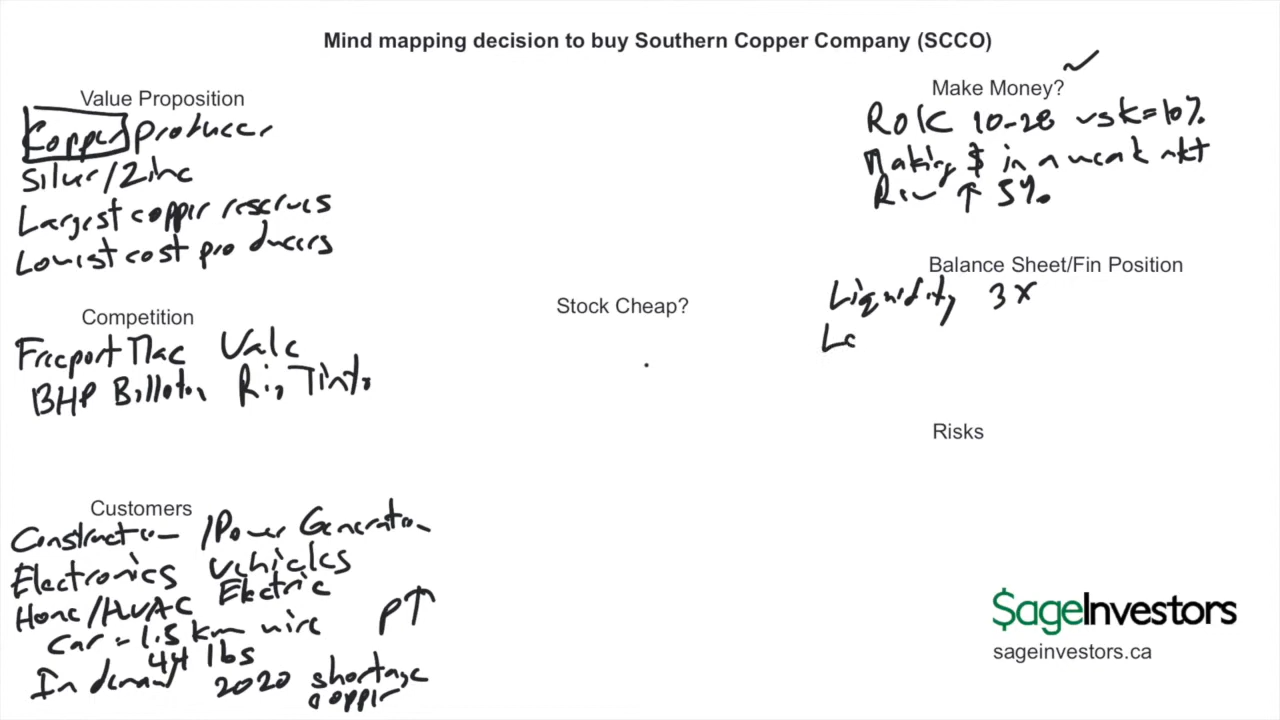 Mind mapping decision to buy Southern Copper Company (SCCO)
Value Proposition
Copper producer
Silver/Zinc
Largest copper reserves
Lowest cost producers
Competition
Freeport Mac Vale
BHP Billoton Rio Tinto
Customers
Construction /Power Generation
Electronics vehicles
Home/HVAC Electric
Car = 1.5 km wire
44 lbs
P↑
In demand 2020 shortage
copper
Stock Cheap?
Make Money? ✓
ROIC 10-28 vs k=10%
Making $ in a weak mkt
Rev ↑ 5%
Balance Sheet/Fin Position
Liquidity 3X
Lo
Risks
$ageInvestors
sageinvestors.ca